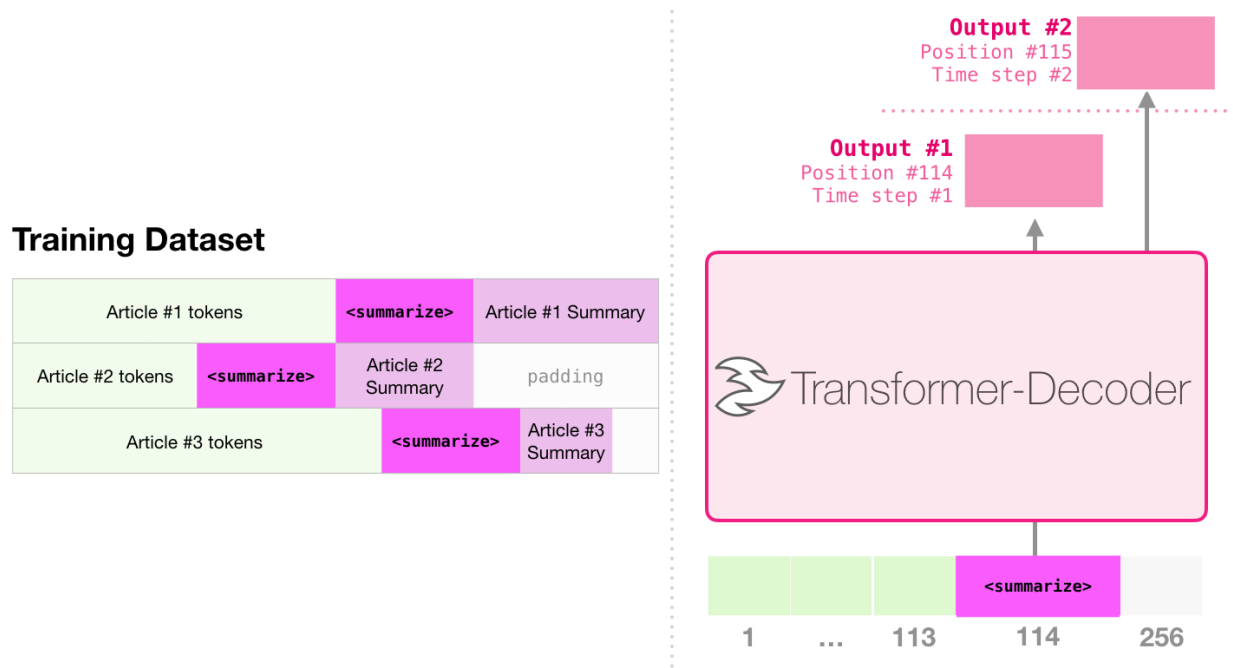 Training Dataset
Article #1 tokens
<summarize>
Article #1 Summary
Article #2 tokens
<summarize>
Article #2
Summary
padding
Article #3 tokens
<summarize>
Article #3
Summary
Output #2
Position #115
Time step #2
Output #1
Position #114
Time step #1
Transformer-Decoder
<summarize>
1
...
113
114
256